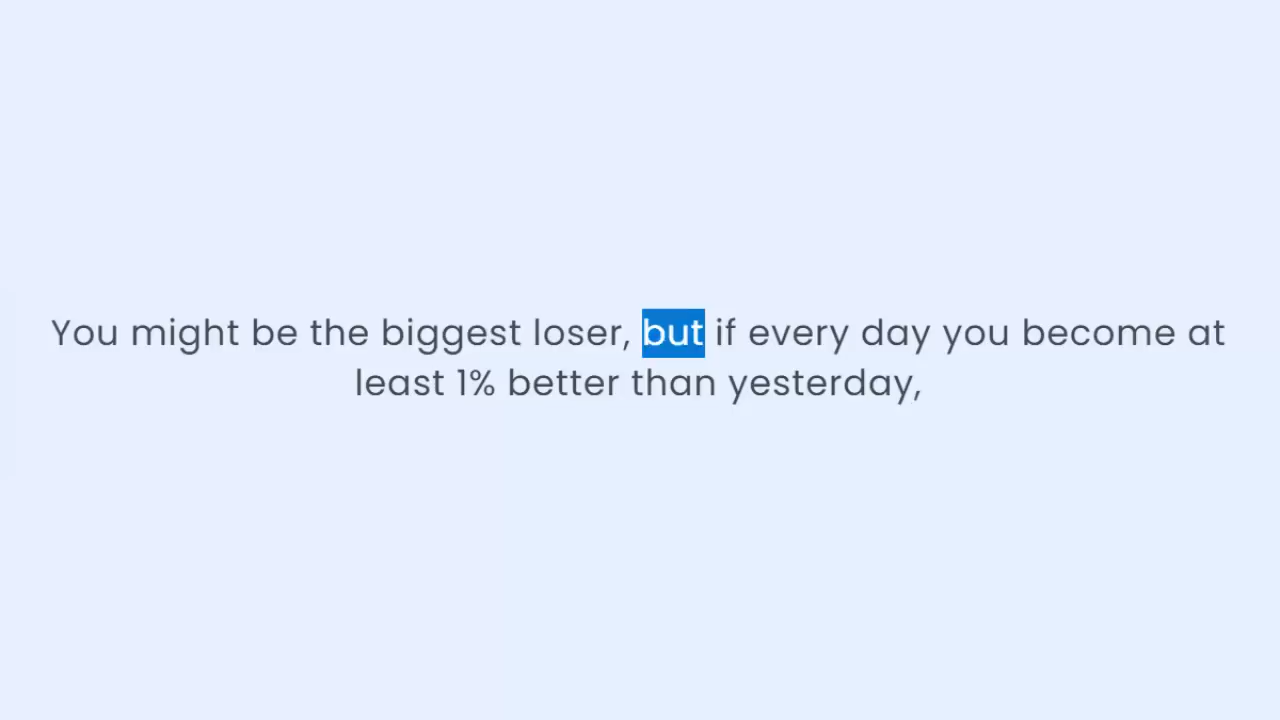 You might be the biggest loser, but if every day you become at
least 1% better than yesterday,